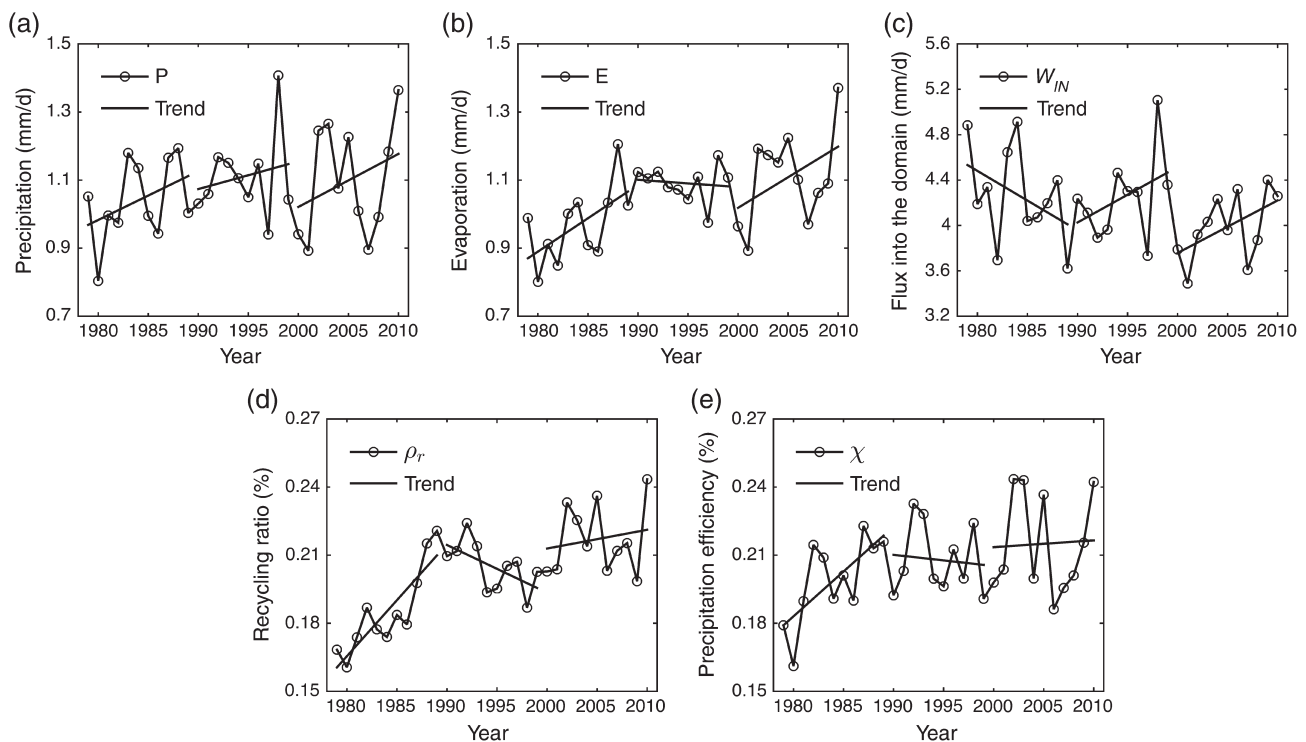 (a)
Precipitation (mm/d)
1.5
1.3
1.1
0.9
0.7
P
Trend
1980 1985 1990 1995 2000 2005 2010
Year
(b)
Evaporation (mm/d)
1.5
1.3
1.1
0.9
0.7
E
Trend
1980 1985 1990 1995 2000 2005 2010
Year
(c)
Flux into the domain (mm/d)
5.6
5.2
4.8
4.4
4
3.6
3.2
W_IN
Trend
1980 1985 1990 1995 2000 2005 2010
Year
(d)
Recycling ratio (%)
0.27
0.24
0.21
0.18
0.15
ρ_r
Trend
1980 1985 1990 1995 2000 2005 2010
Year
(e)
Precipitation efficiency (%)
0.27
0.24
0.21
0.18
0.15
χ
Trend
1980 1985 1990 1995 2000 2005 2010
Year